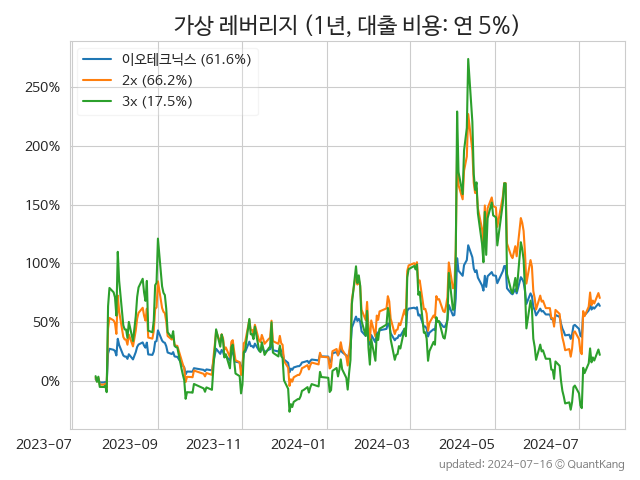 가상 레버리지 (1년, 대출 비용: 연 5%)
이오테크닉스 (61.6%)
2x (66.2%)
3x (17.5%)
250%
200%
150%
100%
50%
0%
2023-07 2023-09 2023-11 2024-01 2024-03 2024-05 2024-07
updated: 2024-07-16 © QuantKang